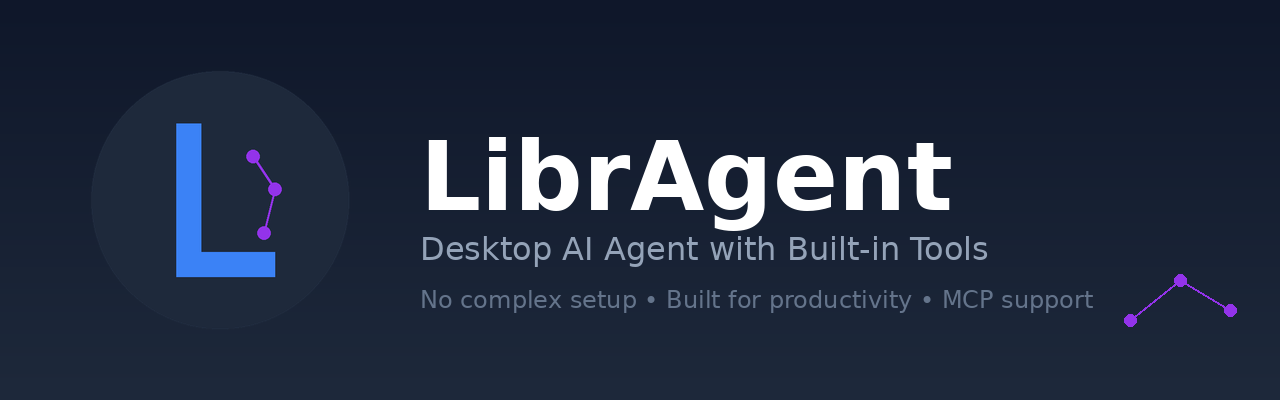 L
LibrAgent
Desktop AI Agent with Built-in Tools
No complex setup • Built for productivity • MCP support